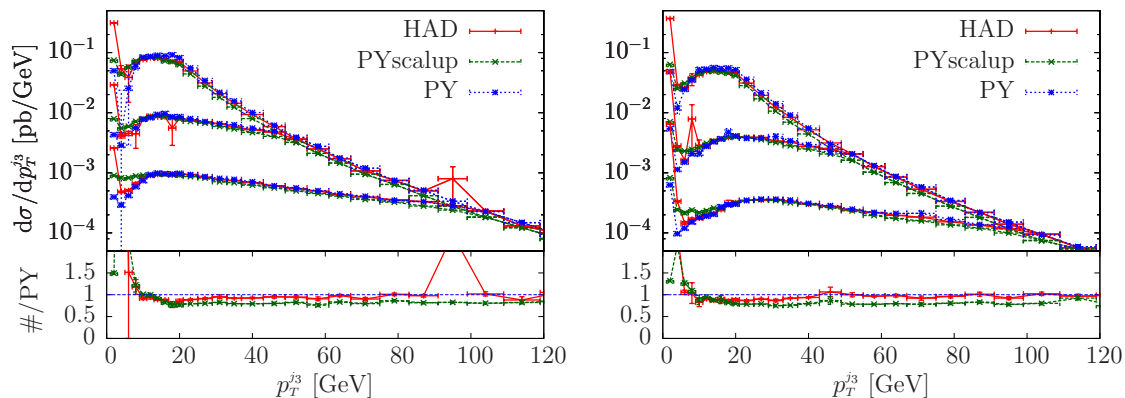 dσ/dp_T^{j3} [pb/GeV]
10^{-1}
10^{-2}
10^{-3}
10^{-4}
HAD
PYscalup
PY
#/PY
1.5
1
0.5
0
0 20 40 60 80 100 120
p_T^{j3} [GeV]
10^{-1}
10^{-2}
10^{-3}
10^{-4}
HAD
PYscalup
PY
1.5
1
0.5
0
0 20 40 60 80 100 120
p_T^{j3} [GeV]